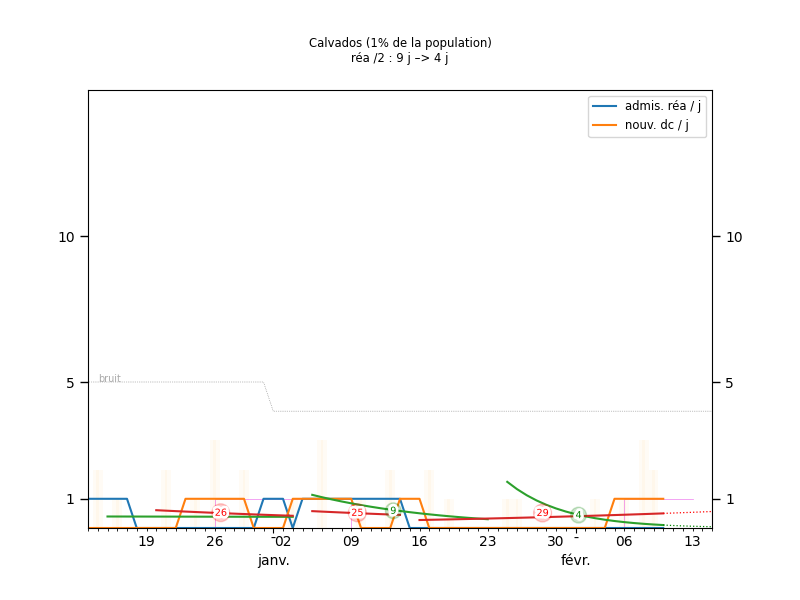 Calvados (1% de la population)
réa /2 : 9 j –> 4 j
admis. réa / j
nouv. dc / j
10 10
bruit
5 5
1 1
26 25 9 29 4
19 26 02 09 16 23 30 06 13
janv. févr.